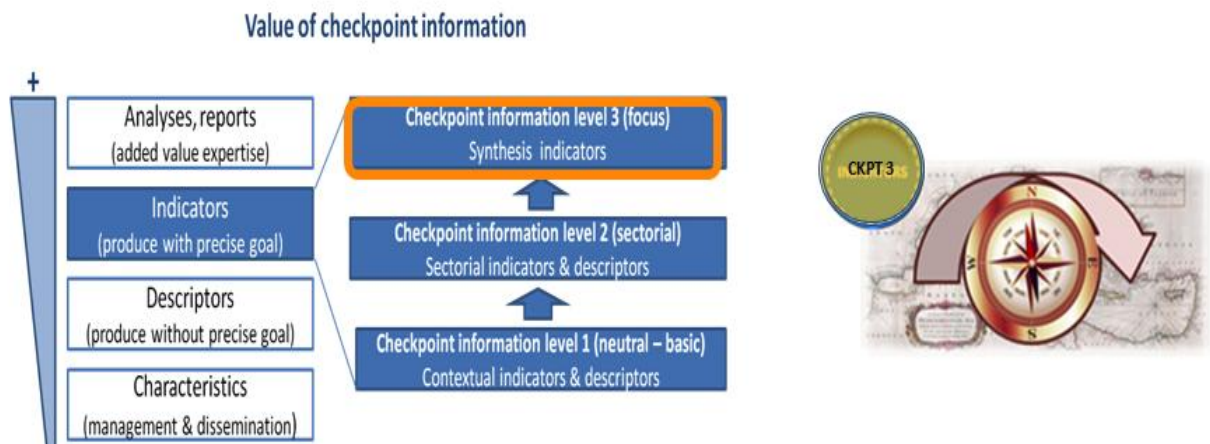 Value of checkpoint information
+
Analyses, reports
(added value expertise)
Indicators
(produce with precise goal)
Descriptors
(produce without precise goal)
Characteristics
(management & dissemination)
Checkpoint information level 3 (focus)
Synthesis indicators
Checkpoint information level 2 (sectorial)
Sectorial indicators & descriptors
Checkpoint information level 1 (neutral – basic)
Contextual indicators & descriptors
CKPT 3
N
W
S